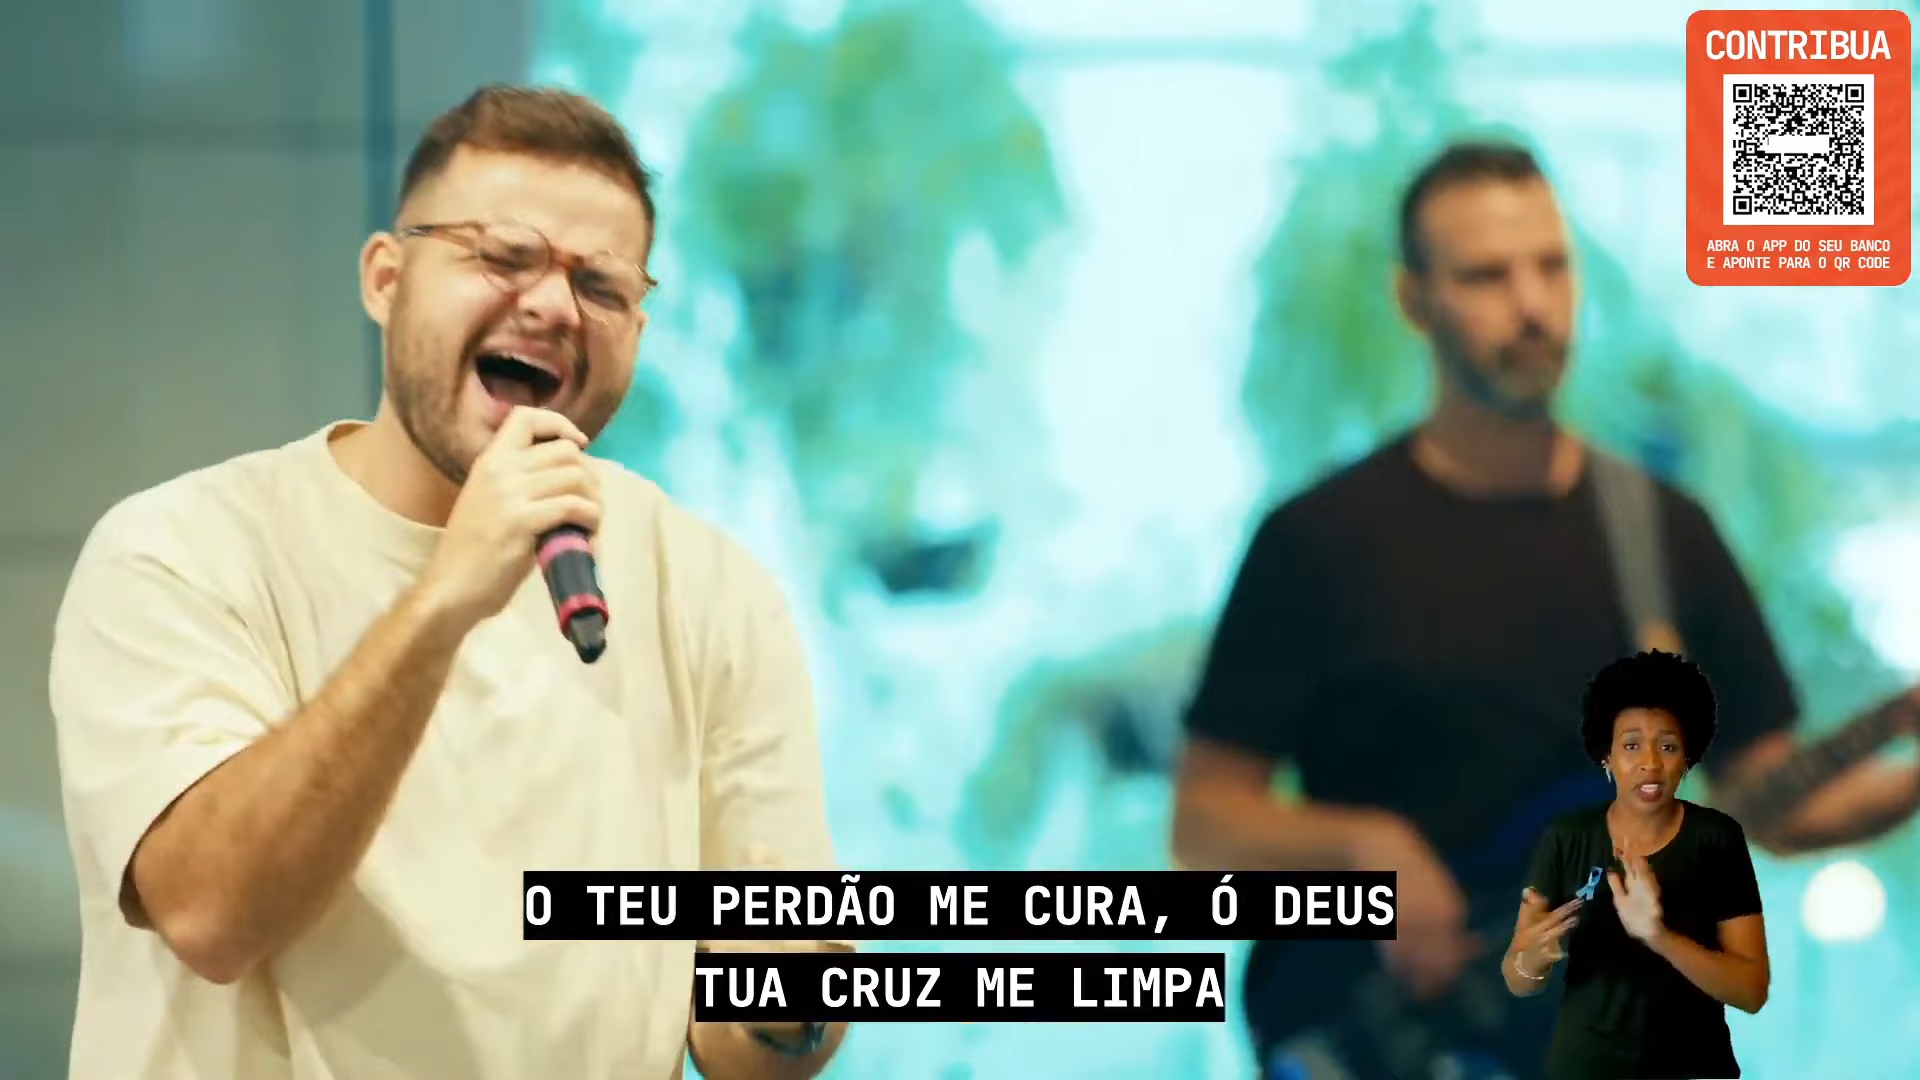 CONTRIBUA
ABRA O APP DO SEU BANCO
E APONTE PARA O QR CODE
O TEU PERDÃO ME CURA, Ó DEUS
TUA CRUZ ME LIMPA